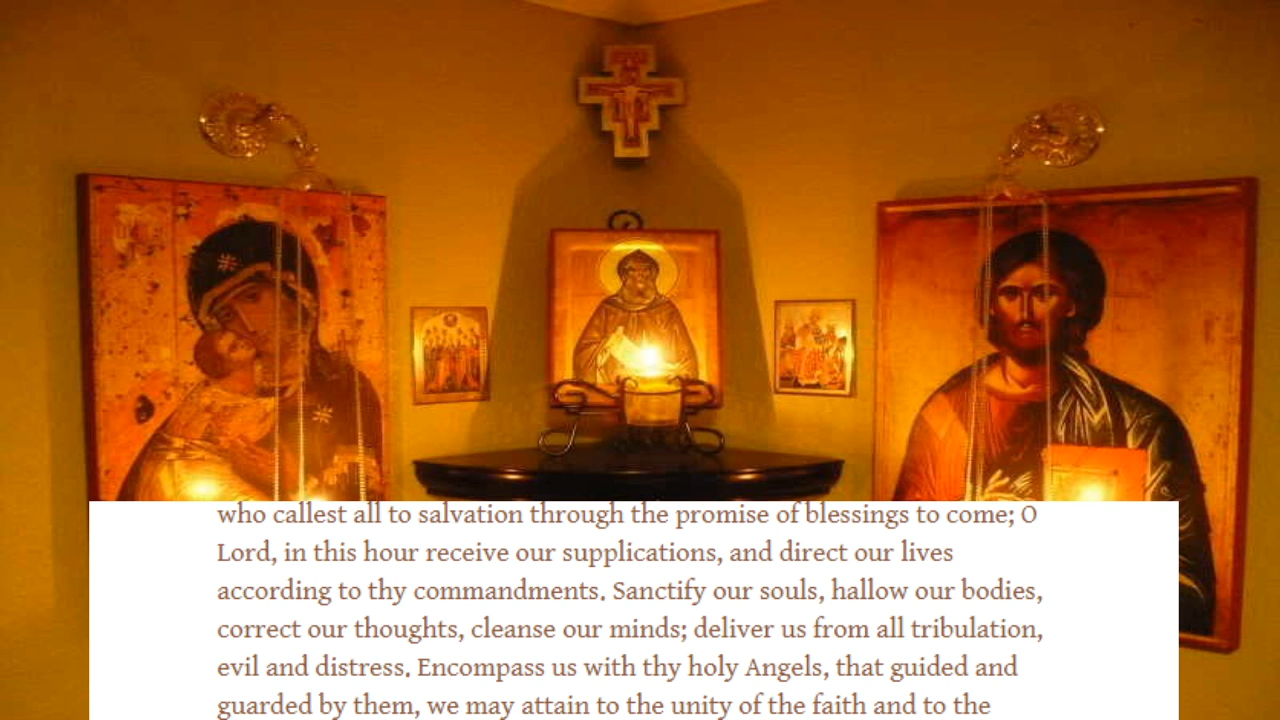 who callest all to salvation through the promise of blessings to come; O
Lord, in this hour receive our supplications, and direct our lives
according to thy commandments. Sanctify our souls, hallow our bodies,
correct our thoughts, cleanse our minds; deliver us from all tribulation,
evil and distress. Encompass us with thy holy Angels, that guided and
guarded by them, we may attain to the unity of the faith and to the